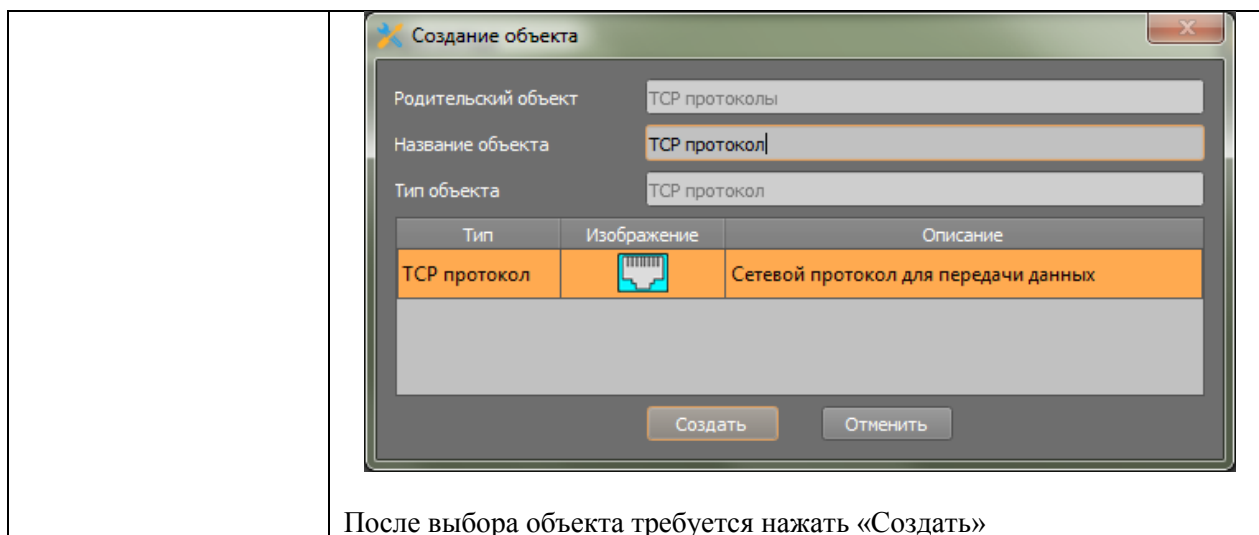 Создание объекта
Родительский объект TCP протоколы
Название объекта TCP протокол
Тип объекта TCP протокол
Тип Изображение Описание
TCP протокол Сетевой протокол для передачи данных
Создать Отменить
После выбора объекта требуется нажать «Создать»